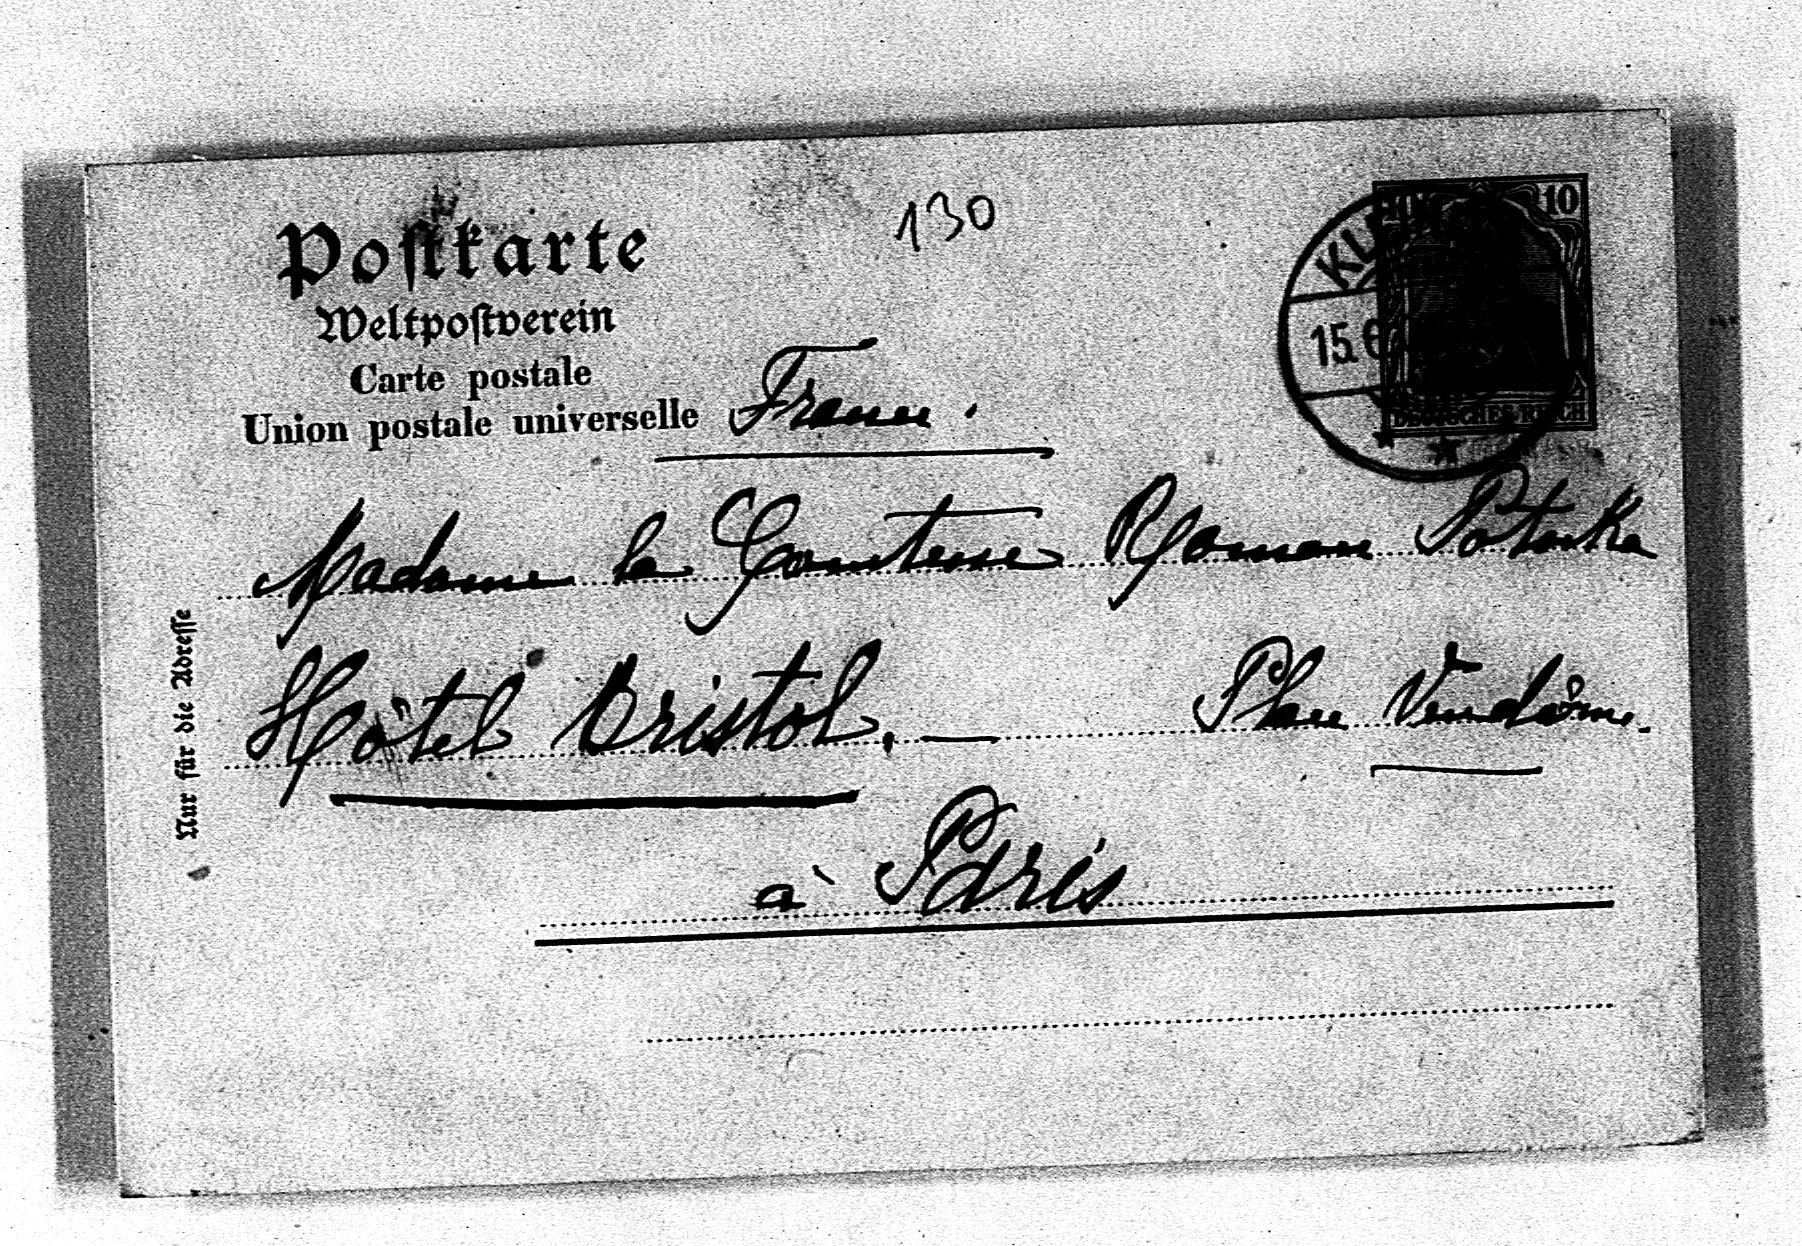 130
Postkarte
Weltpostverein
Carte postale
Union postale universelle
France.
10
15.6
DEUTSCHES REICH
Madame la Comtesse Roman Potocka
Hôtel Bristol. — Place Vendôme.
à Paris
Nur für die Adresse